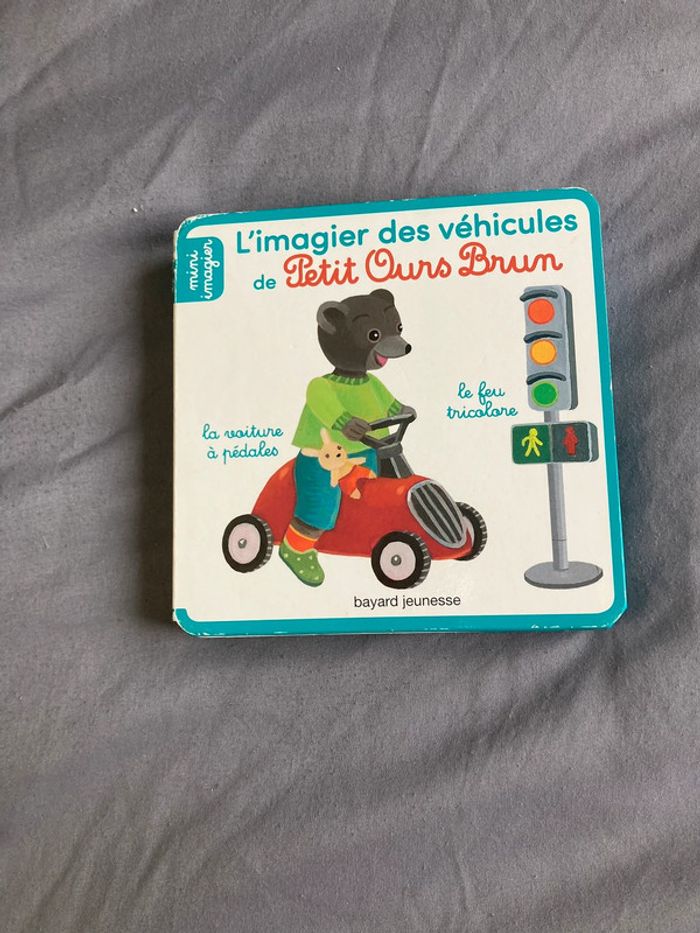 mini
imagier
L'imagier des véhicules
de Petit Ours Brun
le feu
tricolore
la voiture
à pédales
bayard jeunesse